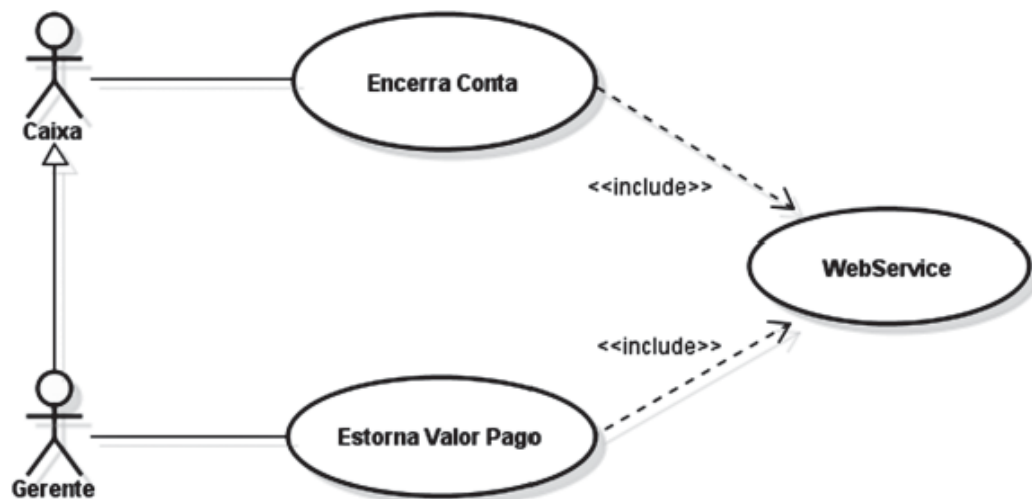 Caixa
Encerra Conta
<<include>>
WebService
<<include>>
Estorna Valor Pago
Gerente